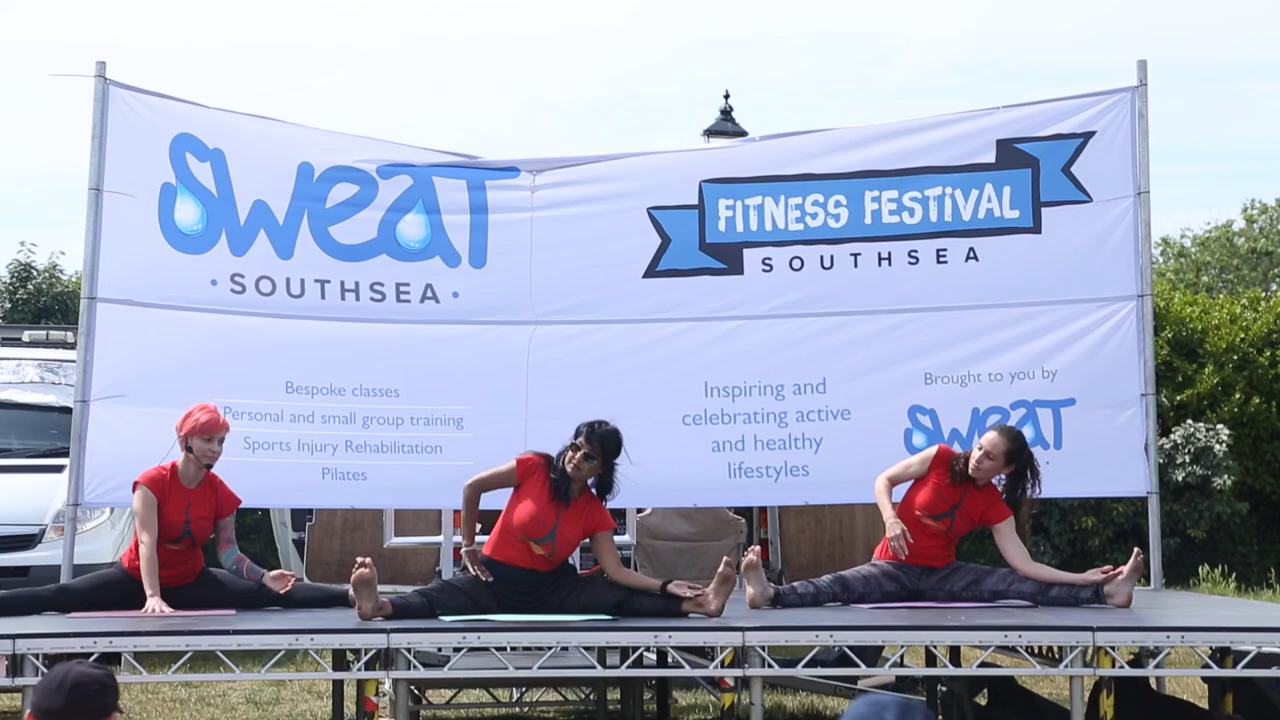 sweaT
· SOUTHSEA ·
FITNESS FESTiVAL
SOUTHSEA
Bespoke classes
Personal and small group training
Sports Injury Rehabilitation
Pilates
Inspiring and
celebrating active
and healthy
lifestyles
Brought to you by
sweaT